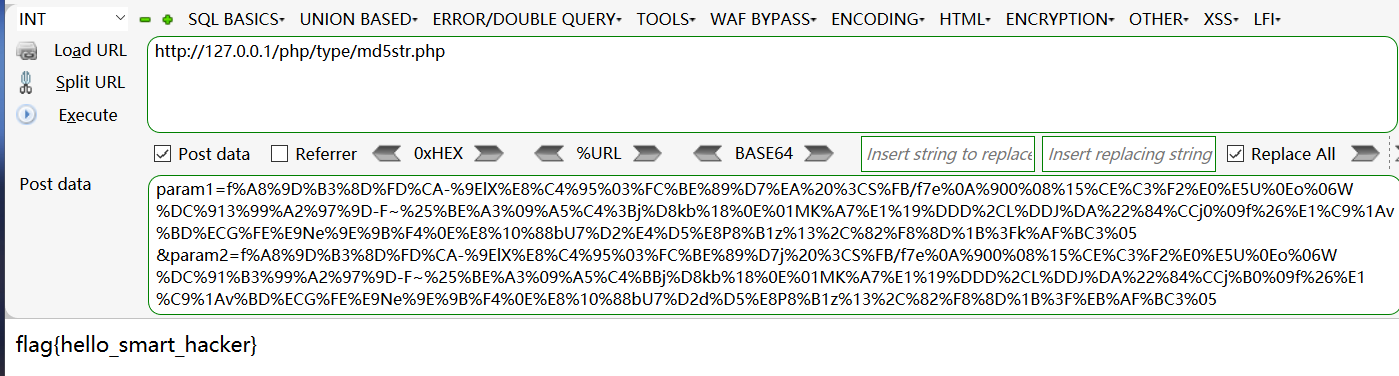 INT SQL BASICS▾ UNION BASED▾ ERROR/DOUBLE QUERY▾ TOOLS▾ WAF BYPASS▾ ENCODING▾ HTML▾ ENCRYPTION▾ OTHER▾ XSS▾ LFI▾
Load URL http://127.0.0.1/php/type/md5str.php
Split URL
Execute
Post data Referrer 0xHEX %URL BASE64 Insert string to replace Insert replacing string Replace All
Post data
param1=f%A8%9D%B3%8D%FD%CA-%9ElX%E8%C4%95%03%FC%BE%89%D7%EA%20%3CS%FB/f7e%0A%900%08%15%CE%C3%F2%E0%E5U%0Eo%06W
%DC%913%99%A2%97%9D-F~%25%BE%A3%09%A5%C4%3Bj%D8kb%18%0E%01MK%A7%E1%19%DDD%2CL%DDJ%DA%22%84%CCj0%09f%26%E1%C9%1Av
%BD%ECG%FE%E9Ne%9E%9B%F4%0E%E8%10%88bU7%D2%E4%D5%E8P8%B1z%13%2C%82%F8%8D%1B%3Fk%AF%BC3%05
&param2=f%A8%9D%B3%8D%FD%CA-%9ElX%E8%C4%95%03%FC%BE%89%D7j%20%3CS%FB/f7e%0A%900%08%15%CE%C3%F2%E0%E5U%0Eo%06W
%DC%91%B3%99%A2%97%9D-F~%25%BE%A3%09%A5%C4%BBj%D8kb%18%0E%01MK%A7%E1%19%DDD%2CL%DDJ%DA%22%84%CCj%B0%09f%26%E1
%C9%1Av%BD%ECG%FE%E9Ne%9E%9B%F4%0E%E8%10%88bU7%D2d%D5%E8P8%B1z%13%2C%82%F8%8D%1B%3F%EB%AF%BC3%05
flag{hello_smart_hacker}